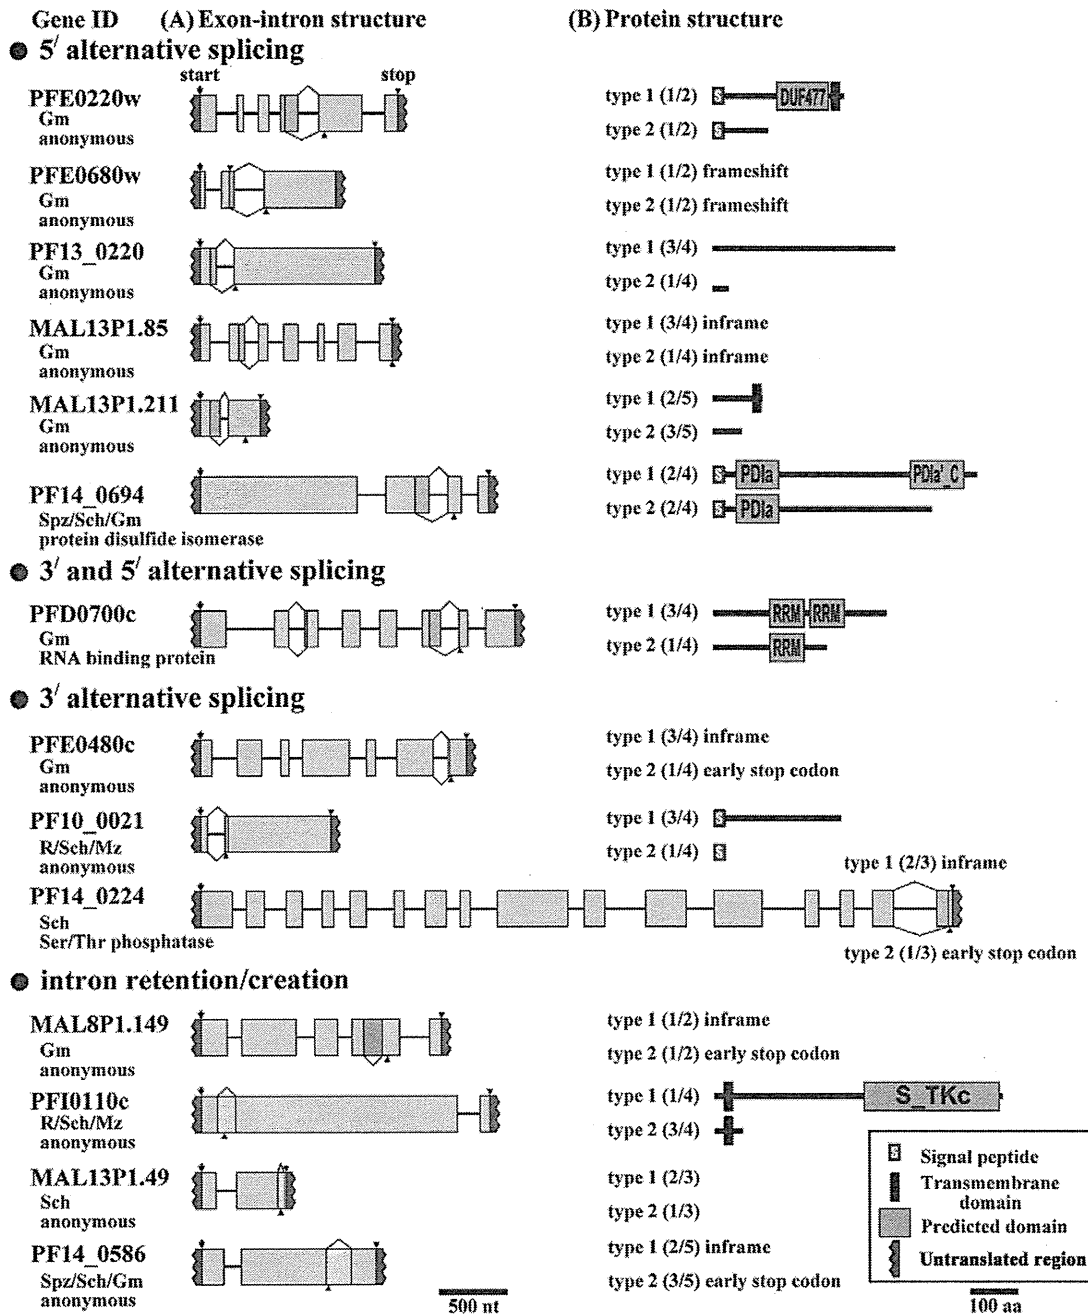 Gene ID (A) Exon-intron structure (B) Protein structure
● 5′ alternative splicing
start stop
PFE0220w
Gm
anonymous
type 1 (1/2) S DUF477
type 2 (1/2) S
PFE0680w
Gm
anonymous
type 1 (1/2) frameshift
type 2 (1/2) frameshift
PF13_0220
Gm
anonymous
type 1 (3/4)
type 2 (1/4)
MAL13P1.85
Gm
anonymous
type 1 (3/4) inframe
type 2 (1/4) inframe
MAL13P1.211
Gm
anonymous
type 1 (2/5)
type 2 (3/5)
PF14_0694
Spz/Sch/Gm
protein disulfide isomerase
type 1 (2/4) S PDIa PDIa'_C
type 2 (2/4) S PDIa
● 3′ and 5′ alternative splicing
PFD0700c
Gm
RNA binding protein
type 1 (3/4) RRM RRM
type 2 (1/4) RRM
● 3′ alternative splicing
PFE0480c
Gm
anonymous
type 1 (3/4) inframe
type 2 (1/4) early stop codon
PF10_0021
R/Sch/Mz
anonymous
type 1 (3/4) S
type 2 (1/4) S
PF14_0224
Sch
Ser/Thr phosphatase
type 1 (2/3) inframe
type 2 (1/3) early stop codon
● intron retention/creation
MAL8P1.149
Gm
anonymous
type 1 (1/2) inframe
type 2 (1/2) early stop codon
PFI0110c
R/Sch/Mz
anonymous
type 1 (1/4) S_TKc
type 2 (3/4)
MAL13P1.49
Sch
anonymous
type 1 (2/3)
type 2 (1/3)
PF14_0586
Spz/Sch/Gm
anonymous
type 1 (2/5) inframe
type 2 (3/5) early stop codon
S Signal peptide
Transmembrane
domain
Predicted domain
Untranslated region
500 nt
100 aa